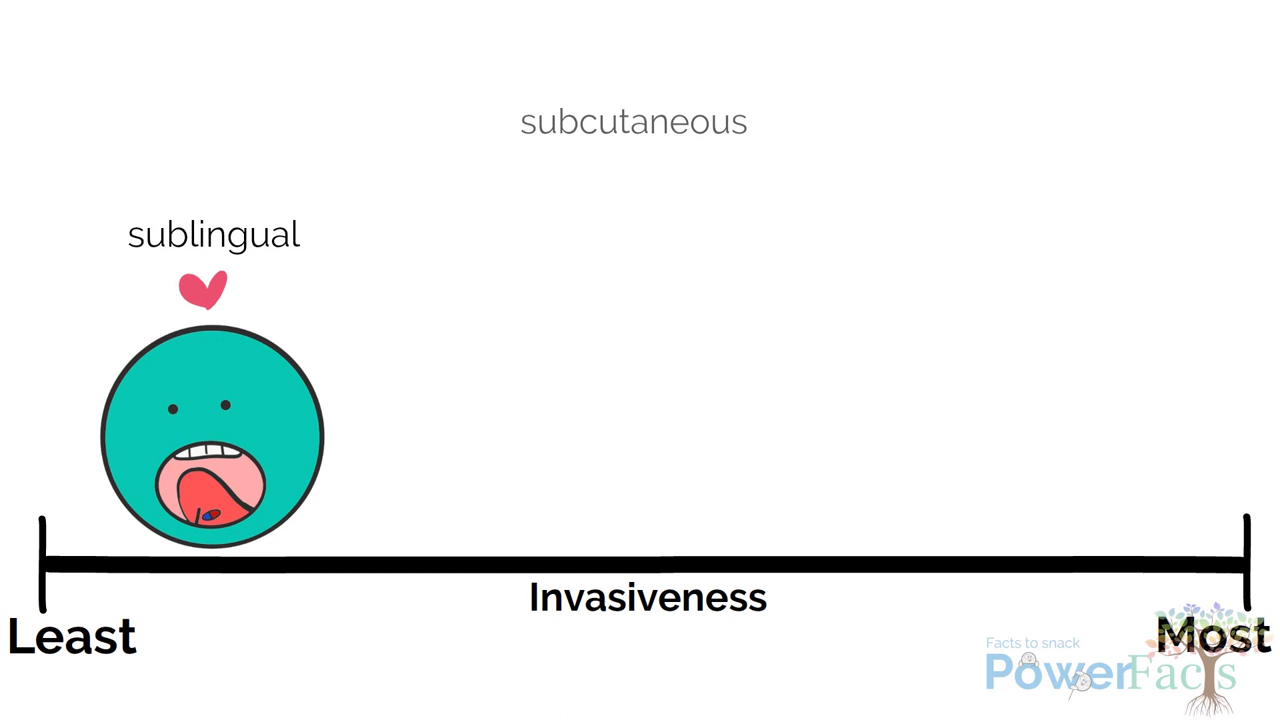 subcutaneous
sublingual
Invasiveness
Least
Most
Facts to snack
PowerFacts